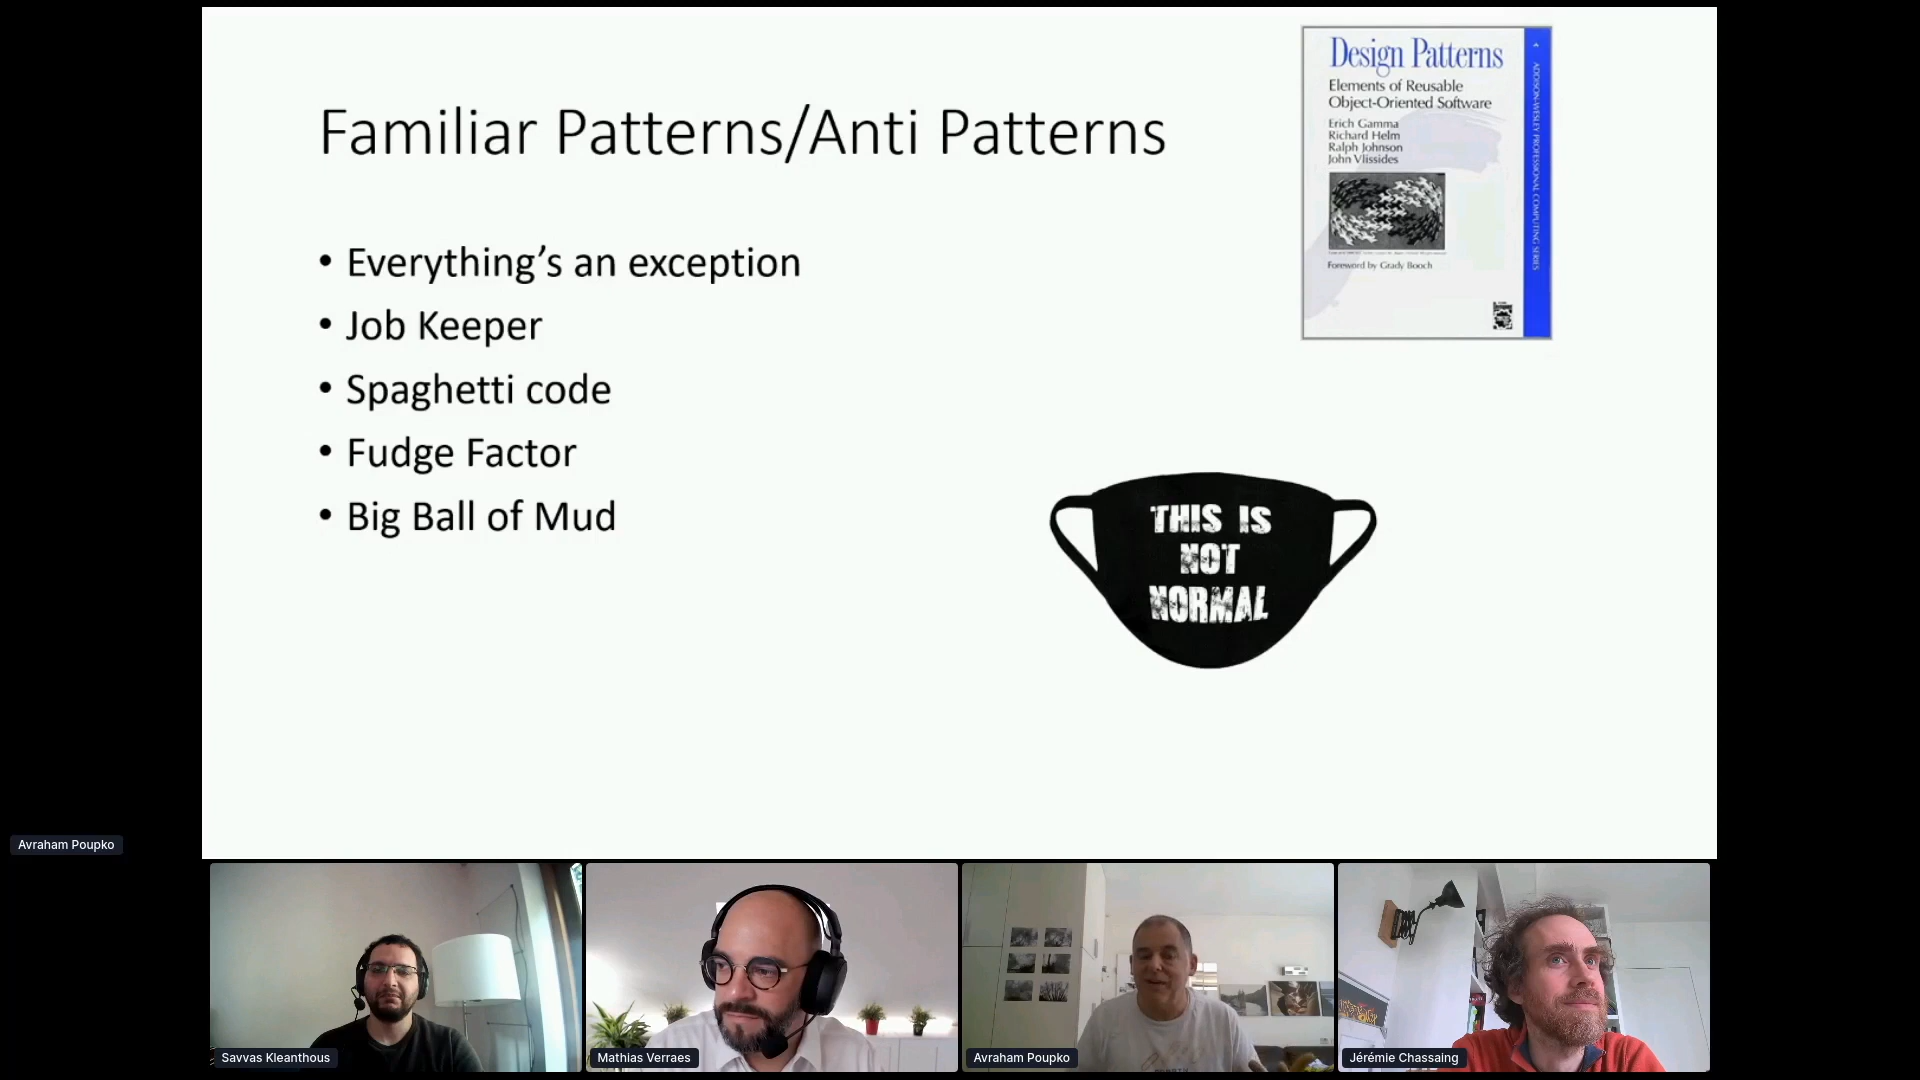 Design Patterns
Elements of Reusable
Object-Oriented Software
Erich Gamma
Richard Helm
Ralph Johnson
John Vlissides
Foreword by Grady Booch
ADDISON-WESLEY PROFESSIONAL COMPUTING SERIES
Familiar Patterns/Anti Patterns
• Everything’s an exception
• Job Keeper
• Spaghetti code
• Fudge Factor
• Big Ball of Mud
THIS IS
NOT
NORMAL
Avraham Poupko
Savvas Kleanthous
Mathias Verraes
Avraham Poupko
Jérémie Chassaing